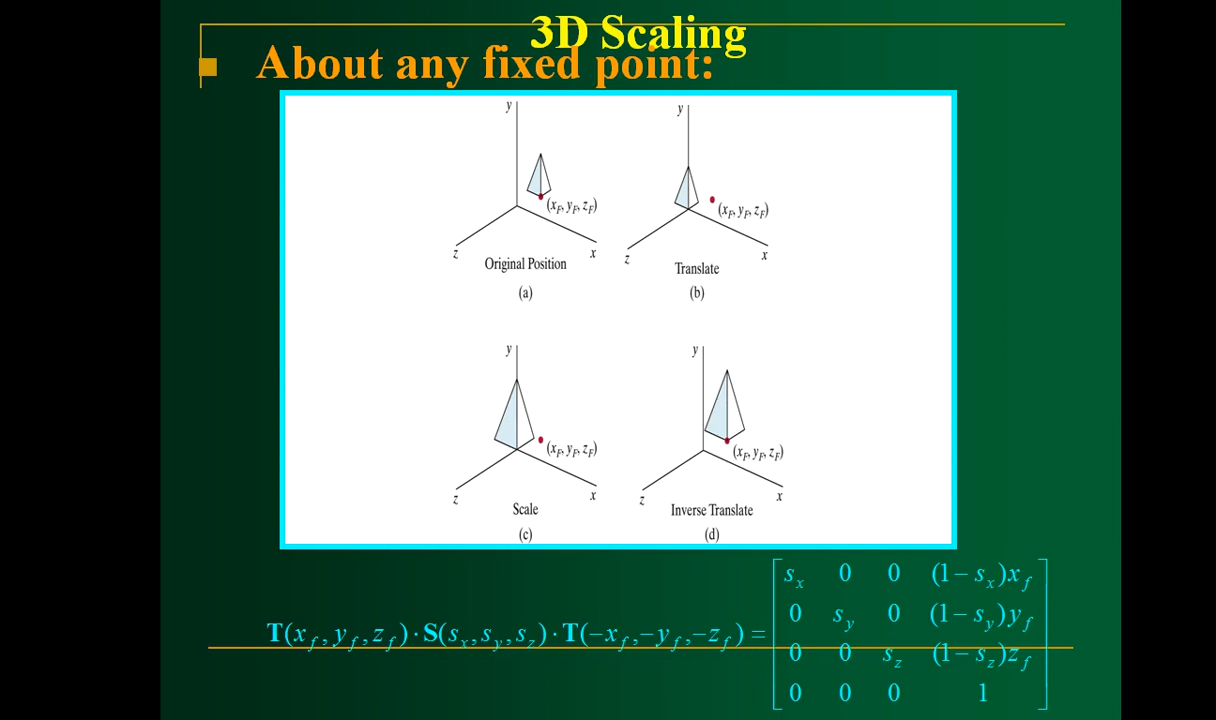 3D Scaling
About any fixed point:
y
(x_F, y_F, z_F)
z
x
Original Position
(a)
y
(x_F, y_F, z_F)
z
x
Translate
(b)
y
(x_F, y_F, z_F)
z
x
Scale
(c)
y
(x_F, y_F, z_F)
z
x
Inverse Translate
(d)
T(x_f, y_f, z_f) · S(s_x, s_y, s_z) · T(−x_f, −y_f, −z_f) =
s_x 0 0 (1 − s_x)x_f
0 s_y 0 (1 − s_y)y_f
0 0 s_z (1 − s_z)z_f
0 0 0 1